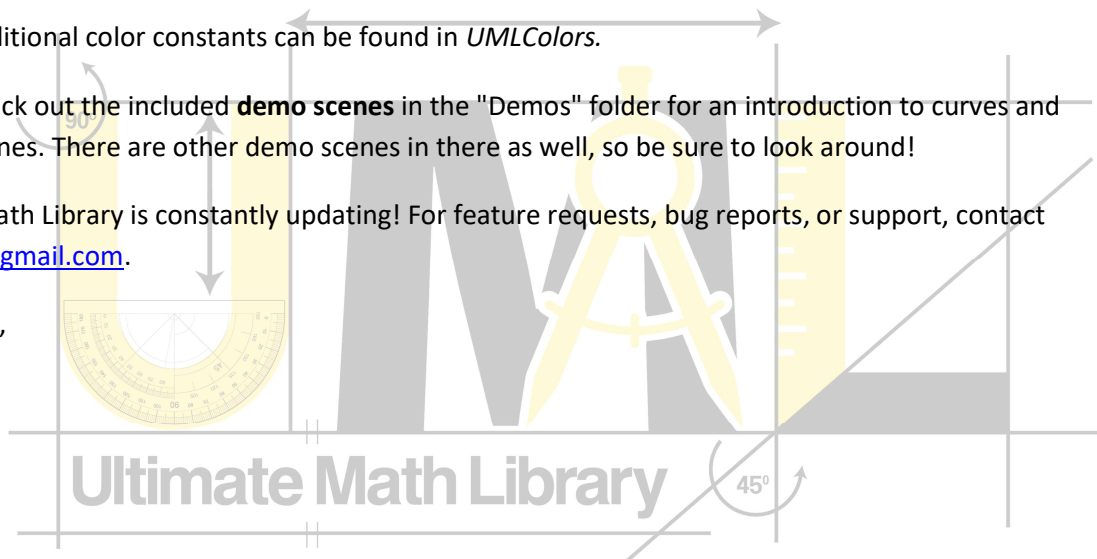 ditional color constants can be found in UMLColors.
ck out the included demo scenes in the "Demos" folder for an introduction to curves and
nes. There are other demo scenes in there as well, so be sure to look around!
ath Library is constantly updating! For feature requests, bug reports, or support, contact
gmail.com.
,
90°
UML
Ultimate Math Library
45°